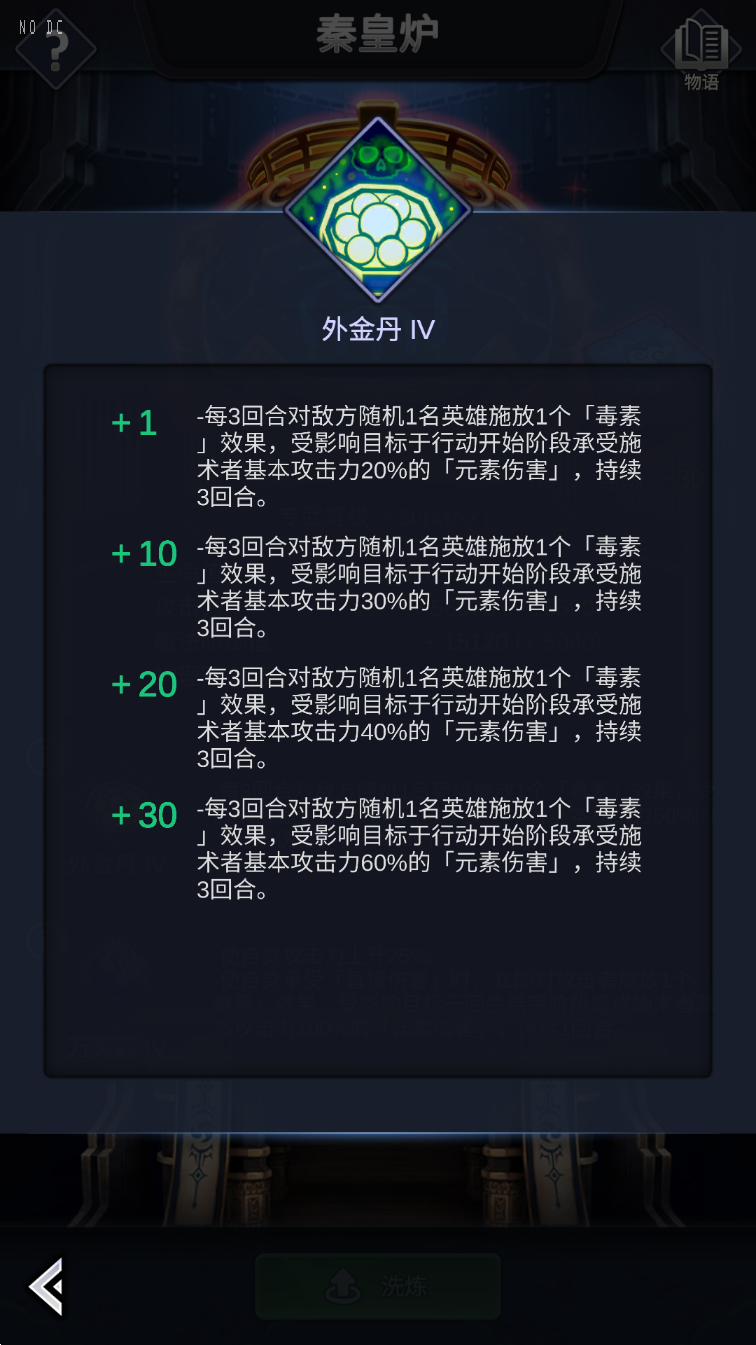 NO DC
秦皇炉
物语
外金丹 IV
+1
-每3回合对敌方随机1名英雄施放1个「毒素
」效果，受影响目标于行动开始阶段承受施
术者基本攻击力20%的「元素伤害」，持续
3回合。
+10
-每3回合对敌方随机1名英雄施放1个「毒素
」效果，受影响目标于行动开始阶段承受施
术者基本攻击力30%的「元素伤害」，持续
3回合。
+20
-每3回合对敌方随机1名英雄施放1个「毒素
」效果，受影响目标于行动开始阶段承受施
术者基本攻击力40%的「元素伤害」，持续
3回合。
+30
-每3回合对敌方随机1名英雄施放1个「毒素
」效果，受影响目标于行动开始阶段承受施
术者基本攻击力60%的「元素伤害」，持续
3回合。
洗炼